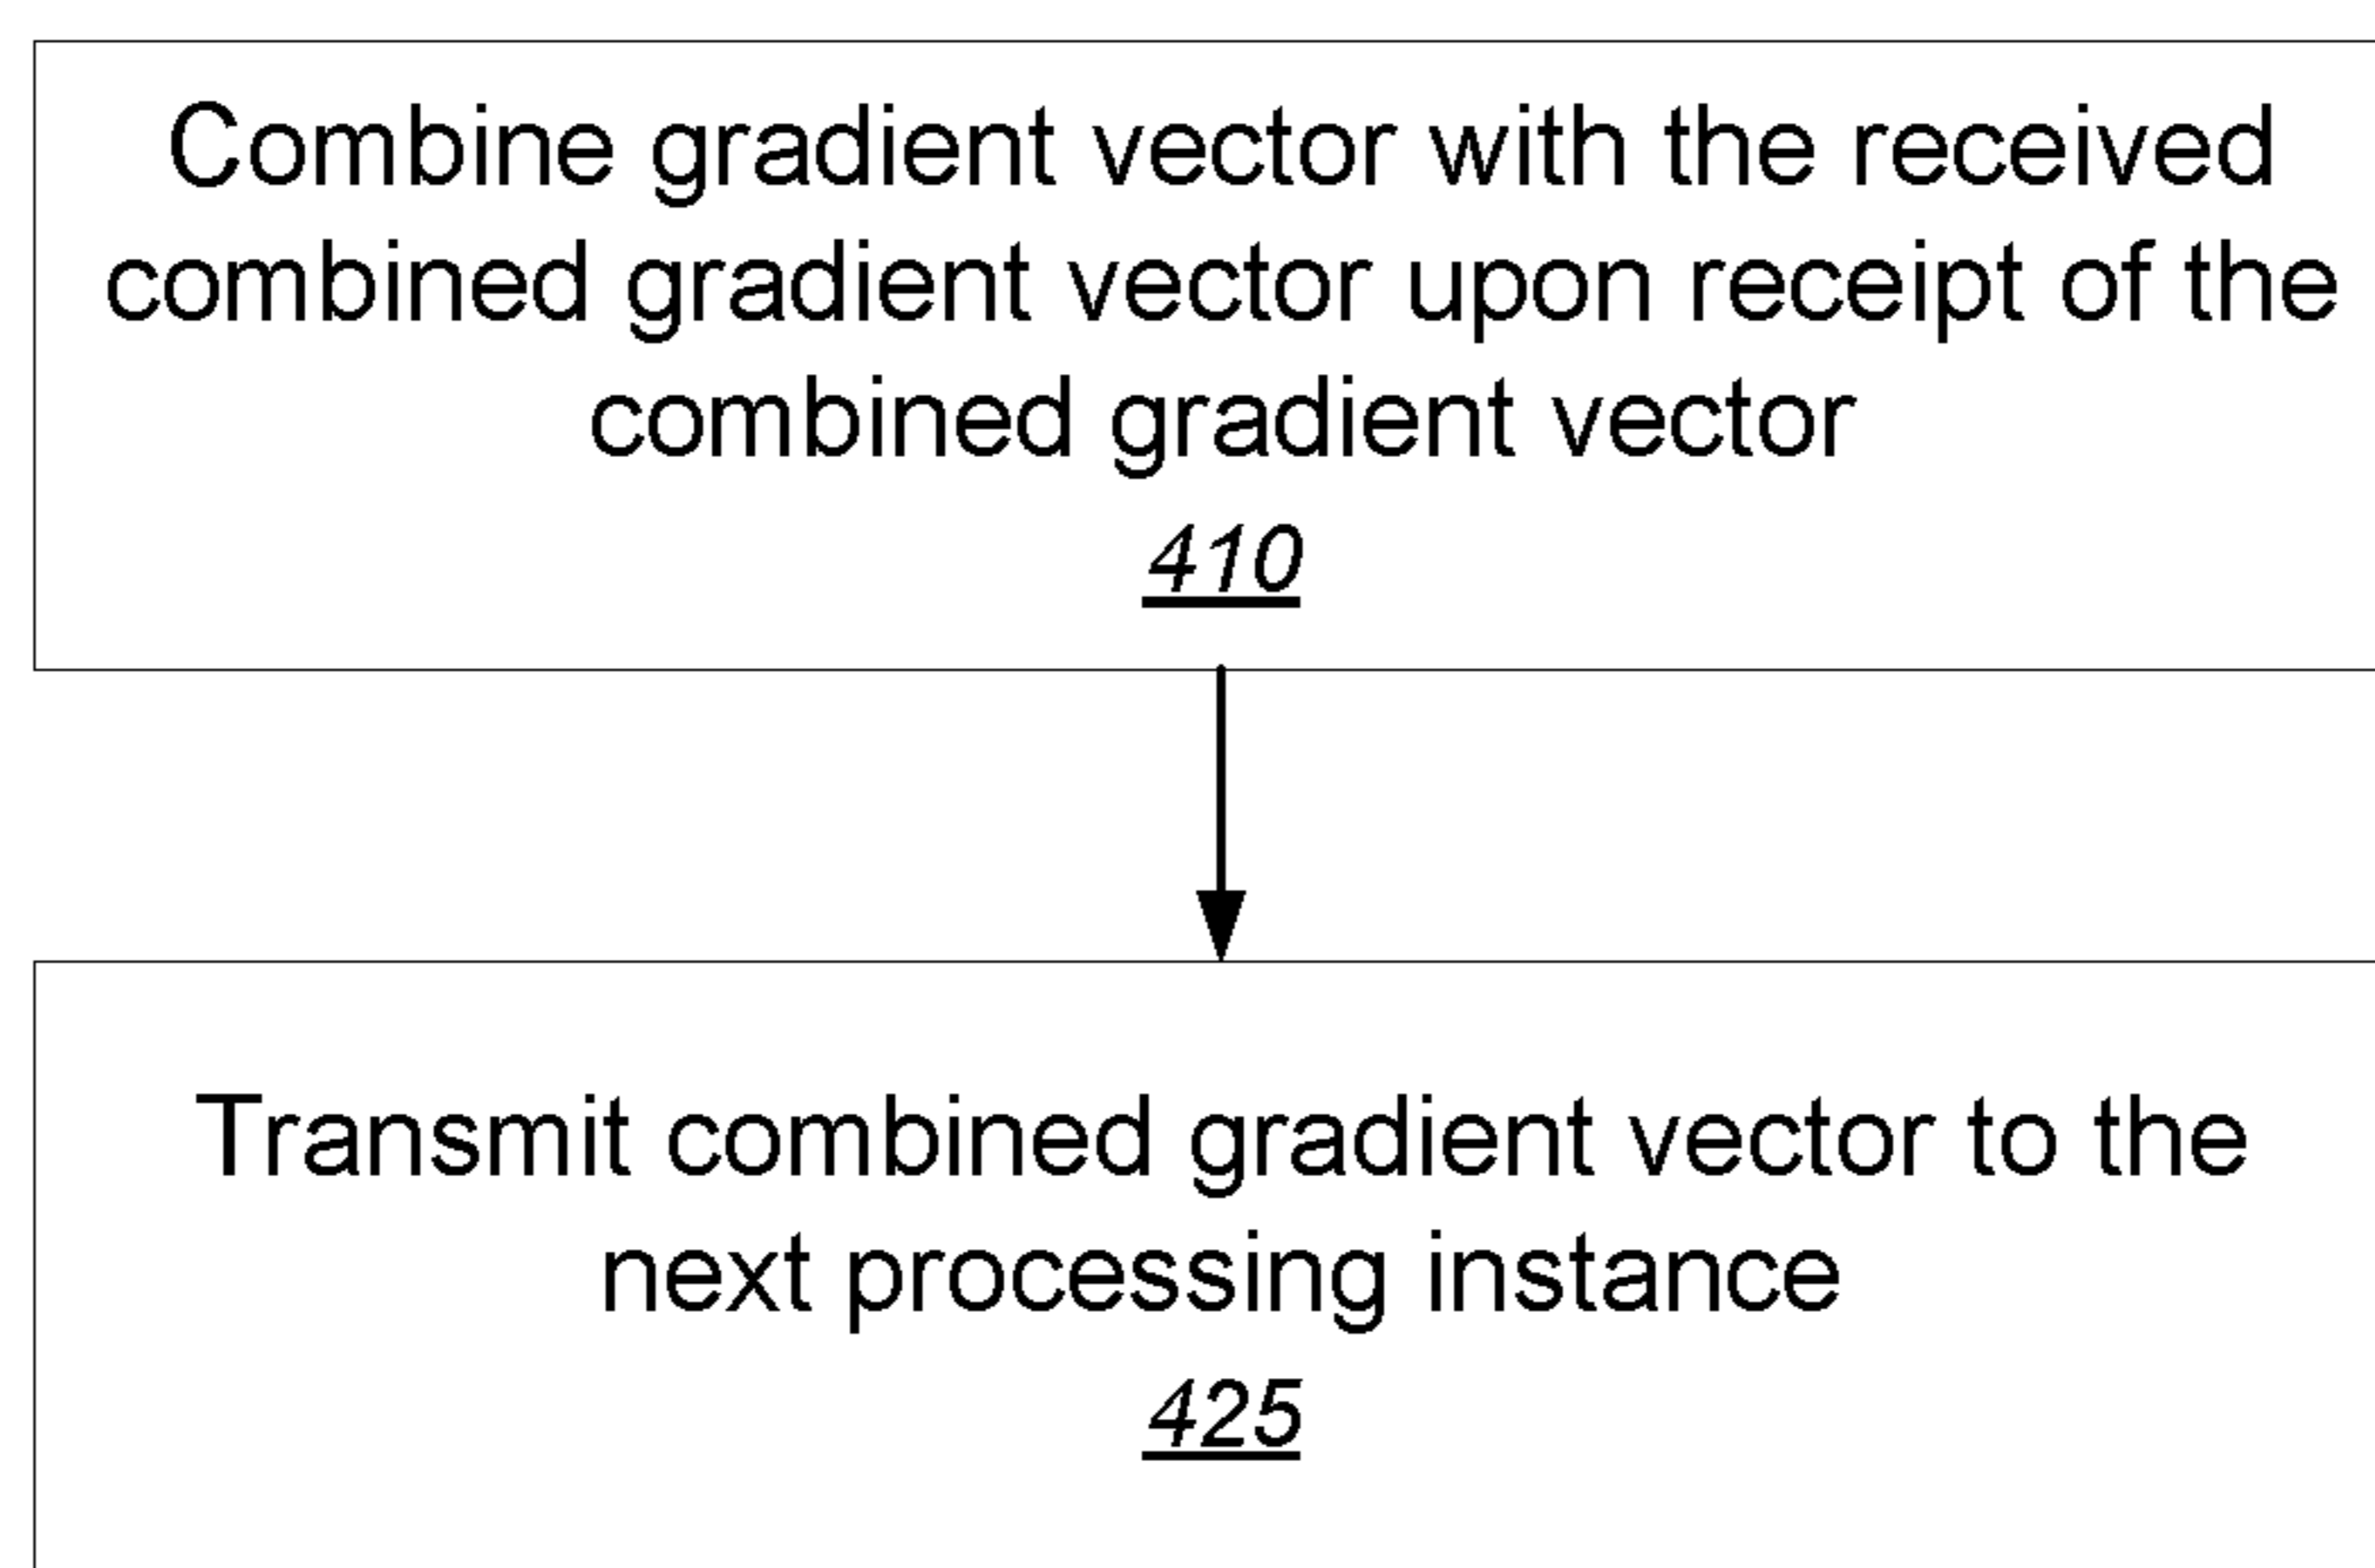 Combine gradient vector with the received
combined gradient vector upon receipt of the
combined gradient vector
410
Transmit combined gradient vector to the
next processing instance
425